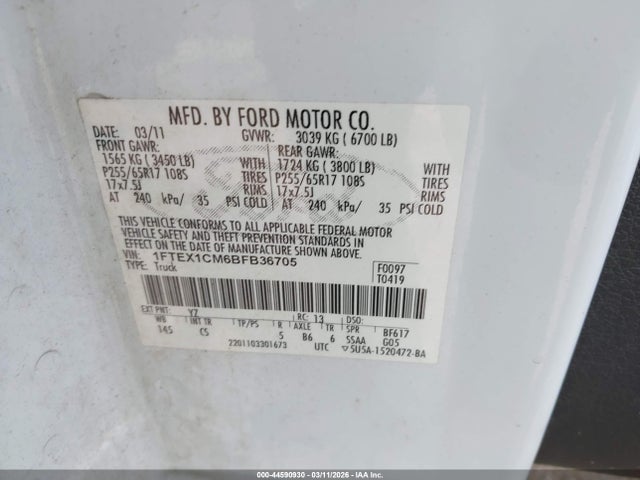 MFD. BY FORD MOTOR CO.
DATE: 03/11 GVWR: 3039 KG ( 6700 LB)
FRONT GAWR: REAR GAWR:
1565 KG ( 3450 LB) WITH 1724 KG ( 3800 LB) WITH
P255/65R17 108S TIRES P255/65R17 108S TIRES
17x7.5J RIMS 17x7.5J RIMS
AT 240 kPa/ 35 PSI COLD AT 240 kPa/ 35 PSI COLD
THIS VEHICLE CONFORMS TO ALL APPLICABLE FEDERAL MOTOR
VEHICLE SAFETY AND THEFT PREVENTION STANDARDS IN EFFECT
ON THE DATE OF MANUFACTURE SHOWN ABOVE.
VIN: 1FTEX1CM6BFB36705
TYPE: Truck
F0097
T0419
EXT PNT: YZ RC: 13
WB INT TR TP/PS R AXLE TR SPR BF617
145 CS 5 B6 6 SSAA G05
2201103301673 UTC 5U5A-1520472-BA
000-44590930 - 03/11/2026 - IAAI.COM